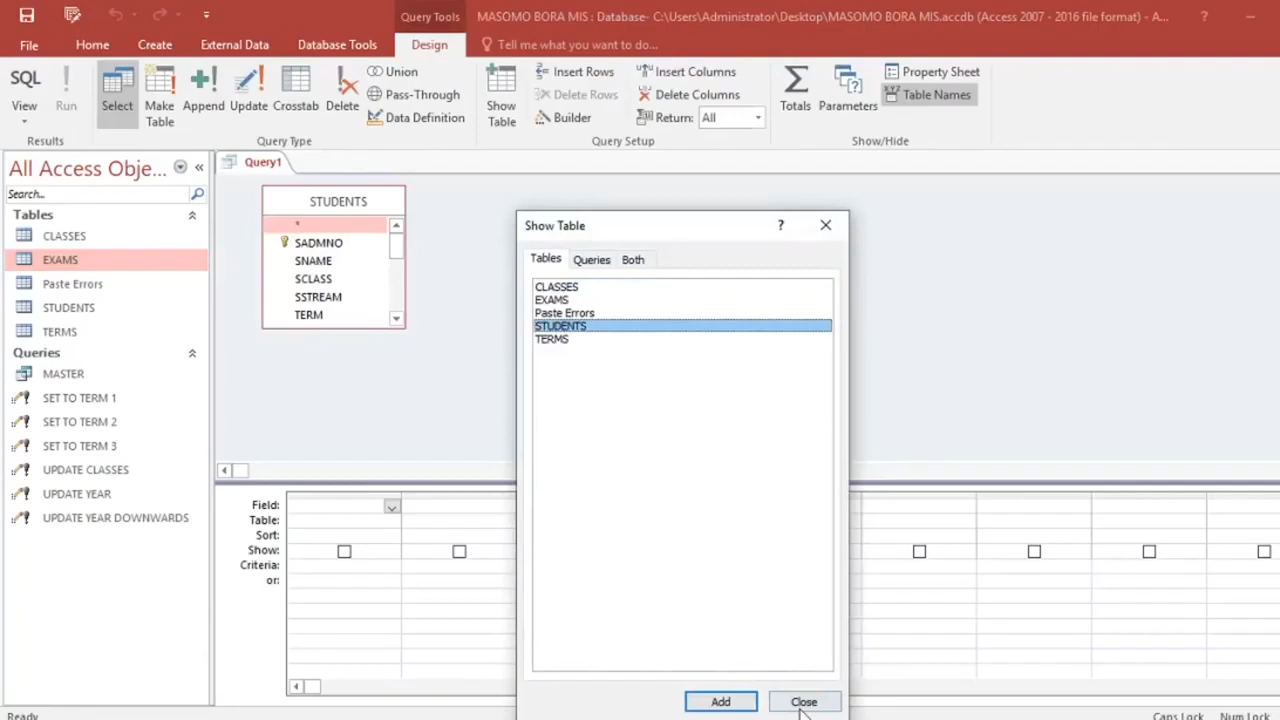 Query Tools
MASOMO BORA MIS : Database- C:\Users\Administrator\Desktop\MASOMO BORA MIS.accdb (Access 2007 - 2016 file format) - A...
?
File
Home
Create
External Data
Database Tools
Design
Tell me what you want to do...
SQL
View
Run
Results
Select
Make
Table
Append
Update
Crosstab
Delete
Union
Pass-Through
Data Definition
Query Type
Show
Table
Insert Rows
Delete Rows
Builder
Insert Columns
Delete Columns
Return: All
Query Setup
Totals
Parameters
Property Sheet
Table Names
Show/Hide
All Access Obje...
Search...
Tables
CLASSES
EXAMS
Paste Errors
STUDENTS
TERMS
Queries
MASTER
SET TO TERM 1
SET TO TERM 2
SET TO TERM 3
UPDATE CLASSES
UPDATE YEAR
UPDATE YEAR DOWNWARDS
Query1
STUDENTS
*
SADMNO
SNAME
SCLASS
SSTREAM
TERM
Show Table
?
Tables
Queries
Both
CLASSES
EXAMS
Paste Errors
STUDENTS
TERMS
Add
Close
Field:
Table:
Sort:
Show:
Criteria:
or:
Ready
Caps Lock
Num Lock